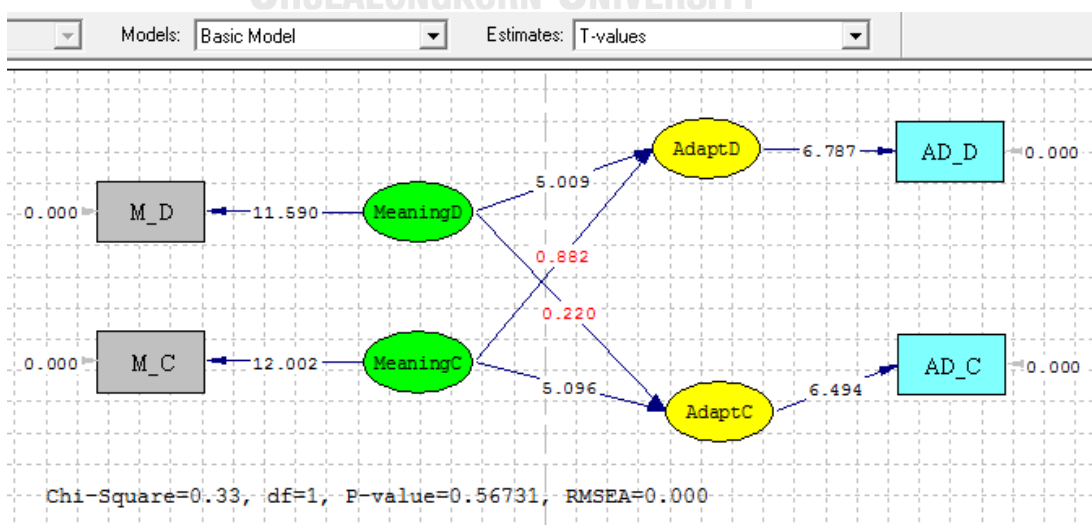 CHULALONGKORN UNIVERSITY
Models: Basic Model Estimates: T-values
AdaptD 6.787 AD_D 0.000
5.009
0.000 M_D 11.590 MeaningD
0.882
0.220
0.000 M_C 12.002 MeaningC
5.096 6.494 AD_C 0.000
AdaptC
Chi-Square=0.33, df=1, P-value=0.56731, RMSEA=0.000